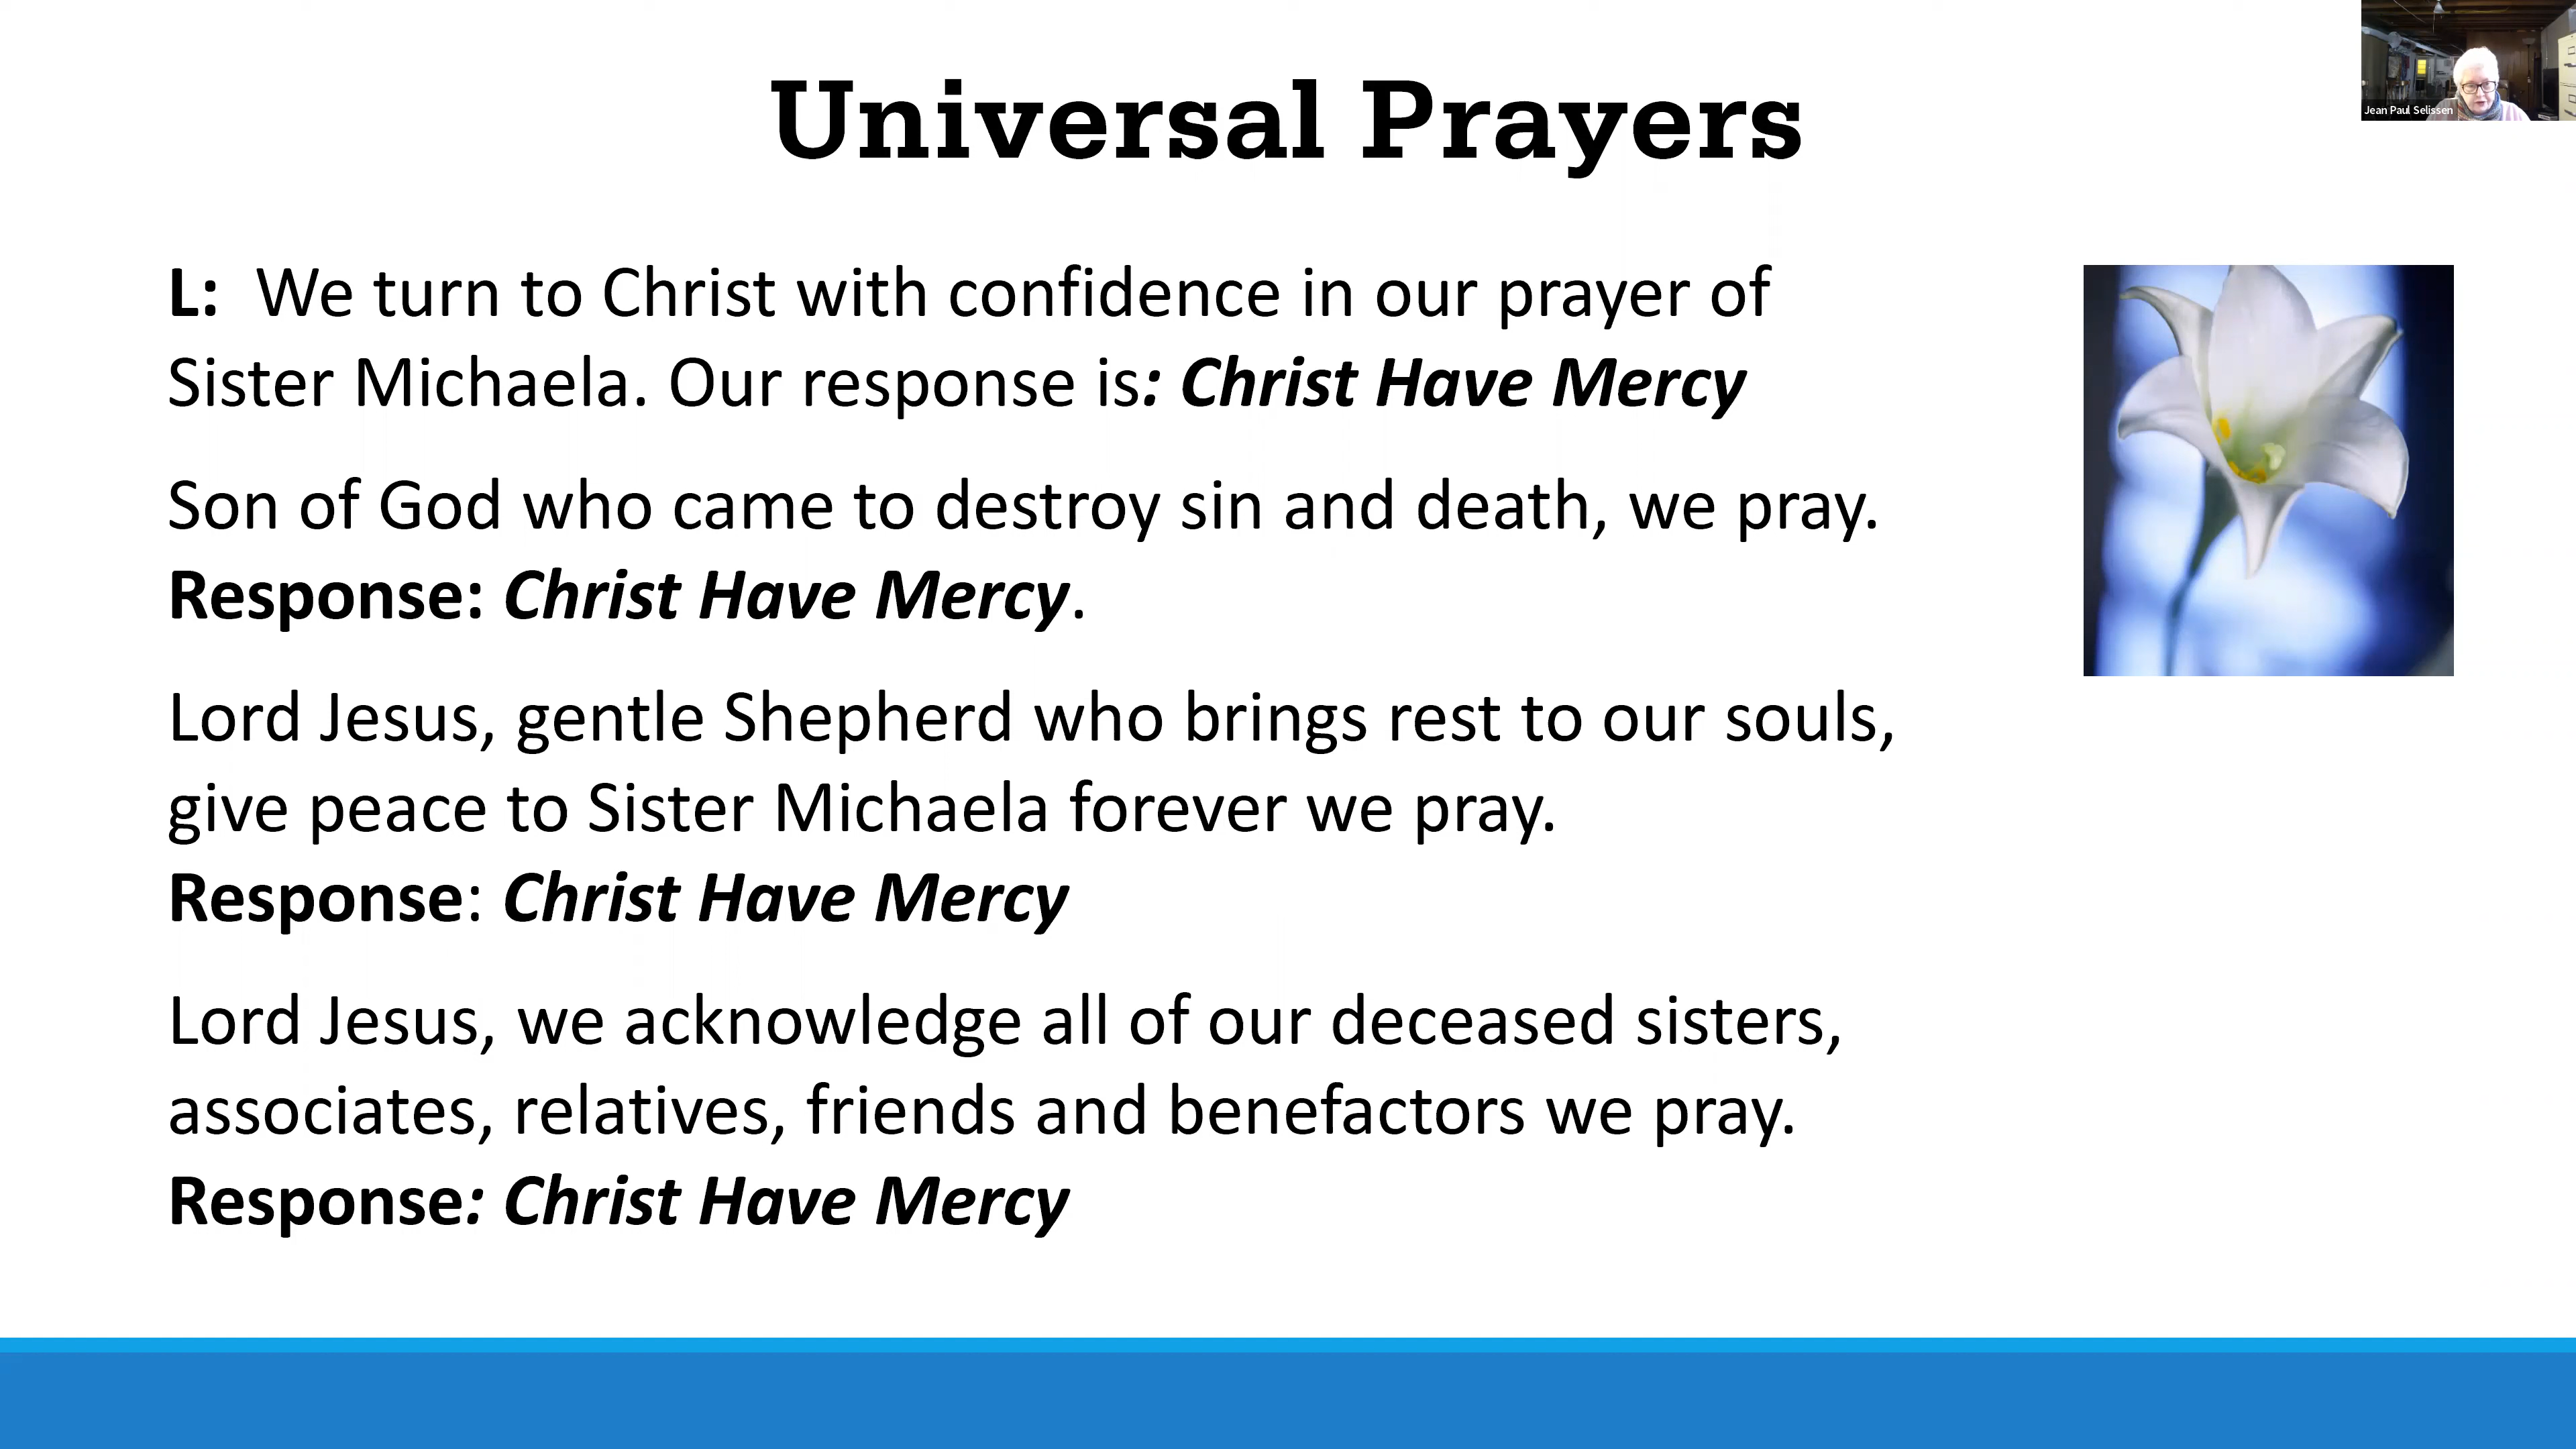 Universal Prayers
Jean Paul Selissen
L: We turn to Christ with confidence in our prayer of
Sister Michaela. Our response is: Christ Have Mercy
Son of God who came to destroy sin and death, we pray.
Response: Christ Have Mercy.
Lord Jesus, gentle Shepherd who brings rest to our souls,
give peace to Sister Michaela forever we pray.
Response: Christ Have Mercy
Lord Jesus, we acknowledge all of our deceased sisters,
associates, relatives, friends and benefactors we pray.
Response: Christ Have Mercy